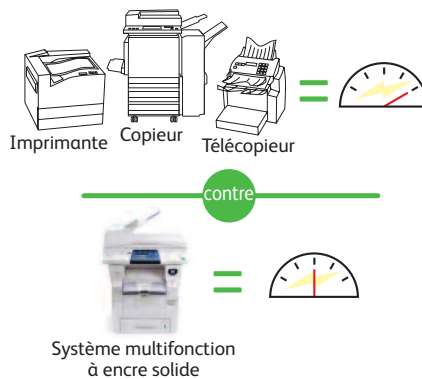 Imprimante
Copieur
Télécopieur
contre
Système multifonction
à encre solide